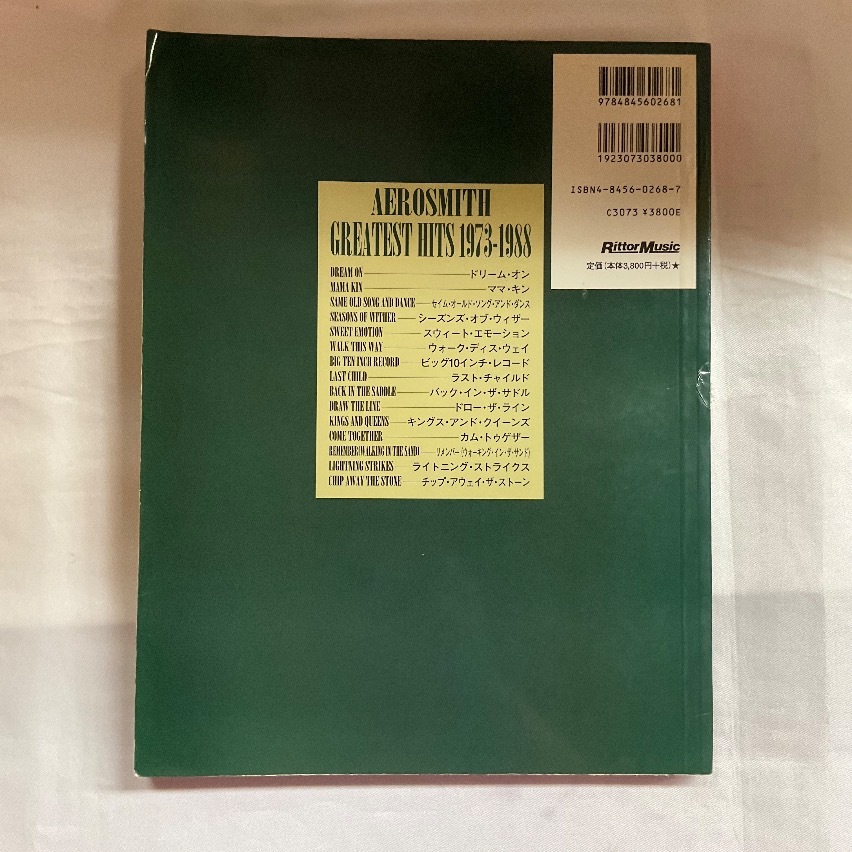 9784845602681
1923073038000
ISBN4-8456-0268-7
C3073 ¥3800E
RittorMusic
定価(本体3,800円+税)★
AEROSMITH
GREATEST HITS 1973-1988
DREAM ON ドリーム・オン
MAMA KIN ママ・キン
SAME OLD SONG AND DANCE セイム・オールド・ソング・アンド・ダンス
SEASONS OF WITHER シーズンズ・オブ・ウィザー
SWEET EMOTION スウィート・エモーション
WALK THIS WAY ウォーク・ディス・ウェイ
BIG TEN INCH RECORD ビッグ10インチ・レコード
LAST CHILD ラスト・チャイルド
BACK IN THE SADDLE バック・イン・ザ・サドル
DRAW THE LINE ドロー・ザ・ライン
KINGS AND QUEENS キングス・アンド・クイーンズ
COME TOGETHER カム・トゥゲザー
REMEMBER(WALKING IN THE SAND) リメンバー(ウォーキング・イン・ザ・サンド)
LIGHTNING STRIKES ライトニング・ストライクス
CHIP AWAY THE STONE チップ・アウェイ・ザ・ストーン